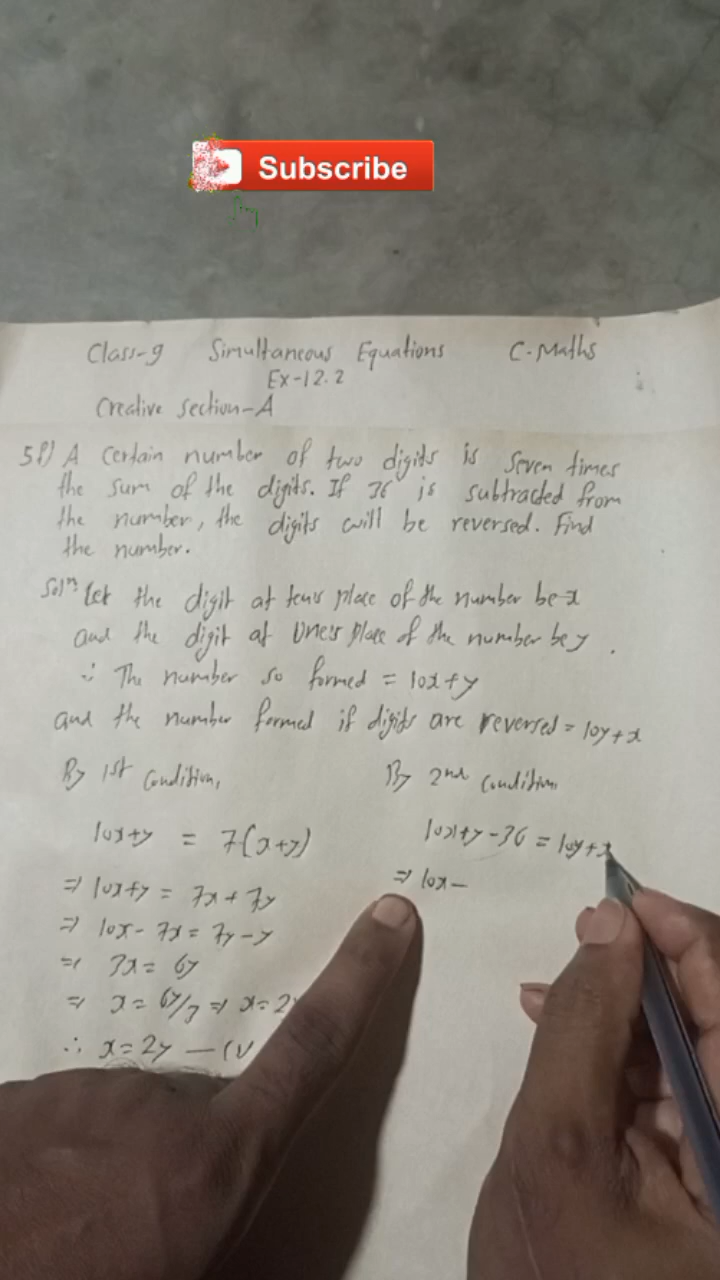 Subscribe
Class-9 Simultaneous Equations C. Maths
Ex-12.2
Creative section-A
5f) A certain number of two digits is seven times
the sum of the digits. If 36 is subtracted from
the number, the digits will be reversed. Find
the number.
Solⁿ Let the digit at ten's place of the number be x
and the digit at one's place of the number be y.
∴ The number so formed = 10x+y
and the number formed if digits are reversed = 10y+x
By 1st condition, By 2nd condition
10x+y = 7(x+y) 10x+y-36 = 10y+x
⇒ 10x+y = 7x+7y ⇒ 10x-
⇒ 10x-7x = 7y-y
⇒ 3x = 6y
⇒ x = 6y/3 ⇒ x=2y
∴ x=2y —(1)